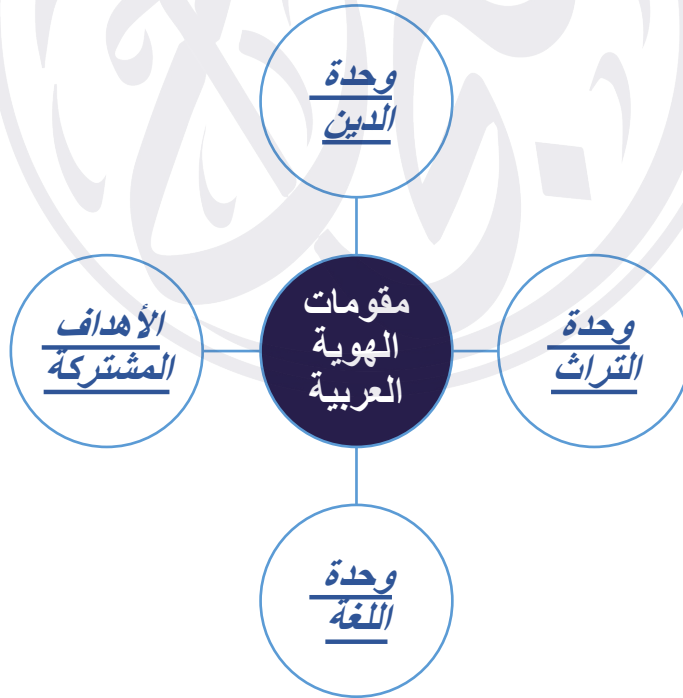 وحدة
الدين
مقومات
الهوية
العربية
وحدة
التراث
الأهداف
المشتركة
وحدة
اللغة